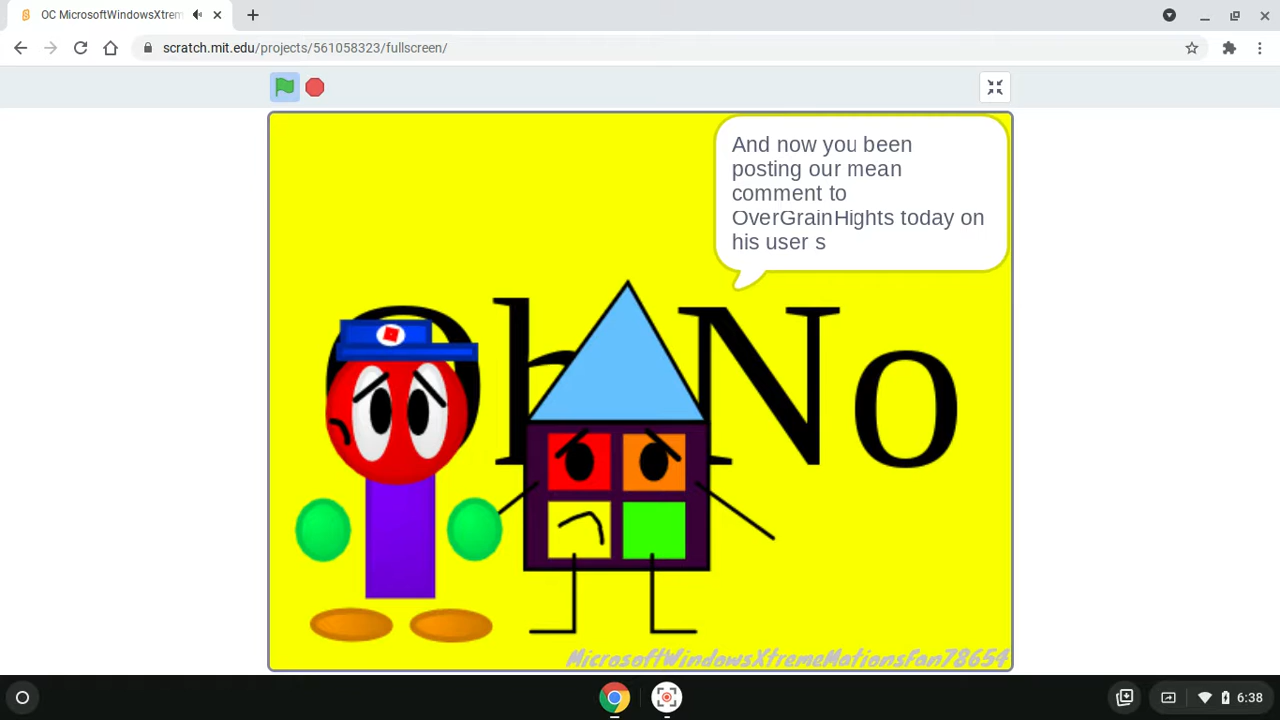 OC MicrosoftWindowsXtrem
scratch.mit.edu/projects/561058323/fullscreen/
And now you been
posting our mean
comment to
OverGrainHights today on
his user s
Oh No
MicrosoftWindowsXtremeMationsFan78654
6:38